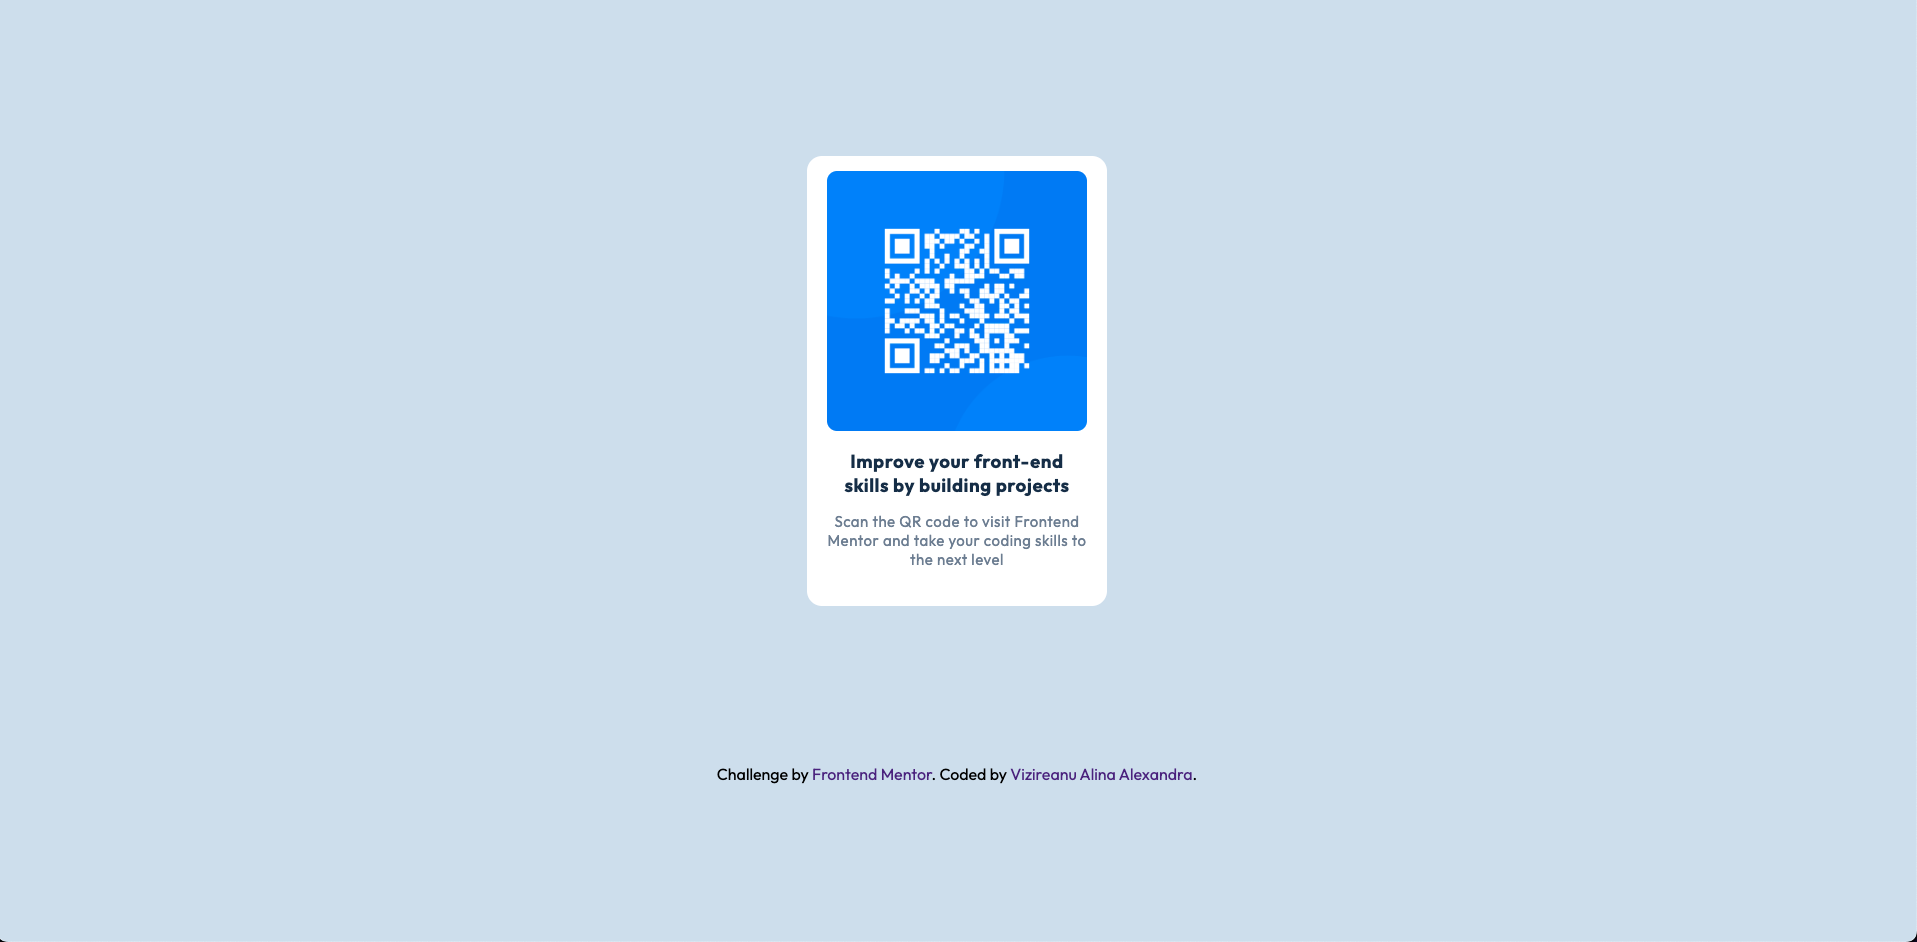 Improve your front-end
skills by building projects
Scan the QR code to visit Frontend
Mentor and take your coding skills to
the next level
Challenge by Frontend Mentor. Coded by Vizireanu Alina Alexandra.